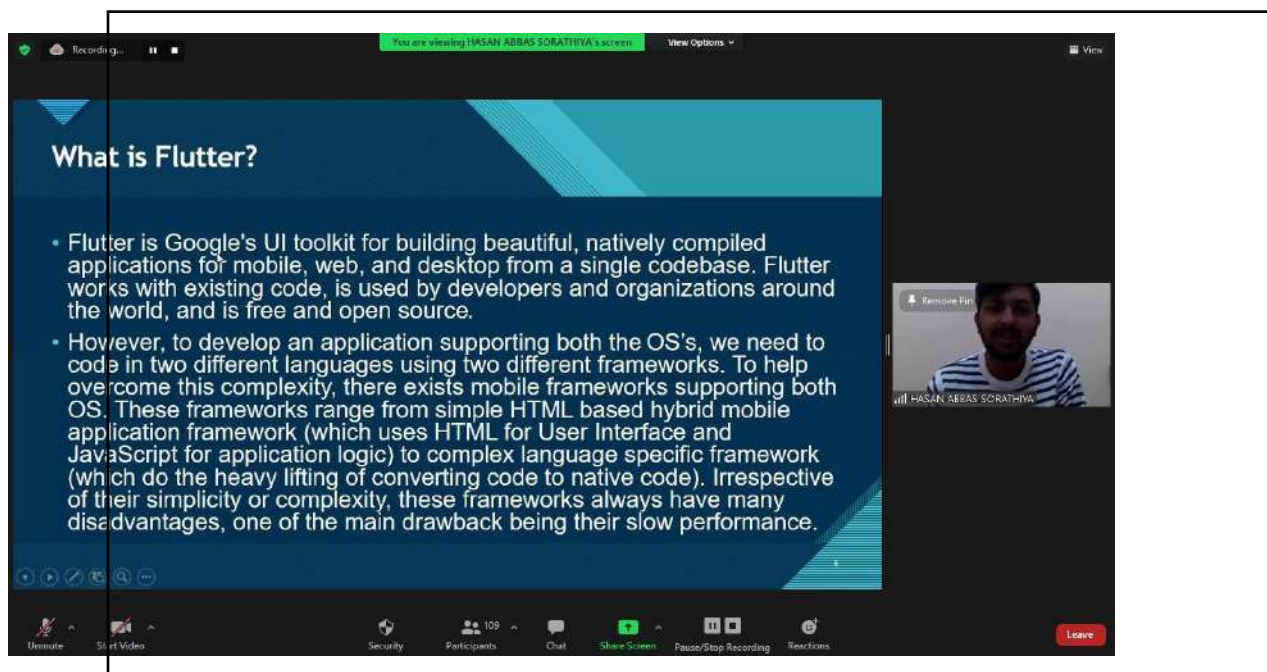 Recording...
You are viewing HASAN ABBAS SORATHIYA's screen
View Options
View
What is Flutter?
• Flutter is Google's UI toolkit for building beautiful, natively compiled
applications for mobile, web, and desktop from a single codebase. Flutter
works with existing code, is used by developers and organizations around
the world, and is free and open source.
• However, to develop an application supporting both the OS's, we need to
code in two different languages using two different frameworks. To help
overcome this complexity, there exists mobile frameworks supporting both
OS. These frameworks range from simple HTML based hybrid mobile
application framework (which uses HTML for User Interface and
JavaScript for application logic) to complex language specific framework
(which do the heavy lifting of converting code to native code). Irrespective
of their simplicity or complexity, these frameworks always have many
disadvantages, one of the main drawback being their slow performance.
Remove Pin
HASAN ABBAS SORATHIYA
Unmute
Start Video
Security
109
Participants
Chat
Share Screen
Pause/Stop Recording
Reactions
Leave